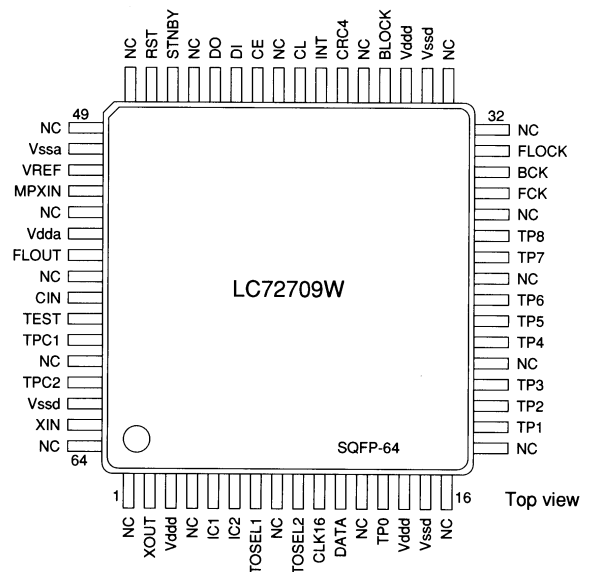 NC
RST
STNBY
NC
DO
DI
CE
NC
CL
INT
CRC4
NC
BLOCK
Vddd
Vssd
NC
49
32
NC
Vssa
VREF
MPXIN
NC
Vdda
FLOUT
NC
CIN
TEST
TPC1
NC
TPC2
Vssd
XIN
NC
64
NC
FLOCK
BCK
FCK
NC
TP8
TP7
NC
TP6
TP5
TP4
NC
TP3
TP2
TP1
NC
LC72709W
SQFP-64
1
16
Top view
NC
XOUT
Vddd
NC
IC1
IC2
TOSEL1
NC
TOSEL2
CLK16
DATA
NC
TP0
Vddd
Vssd
NC